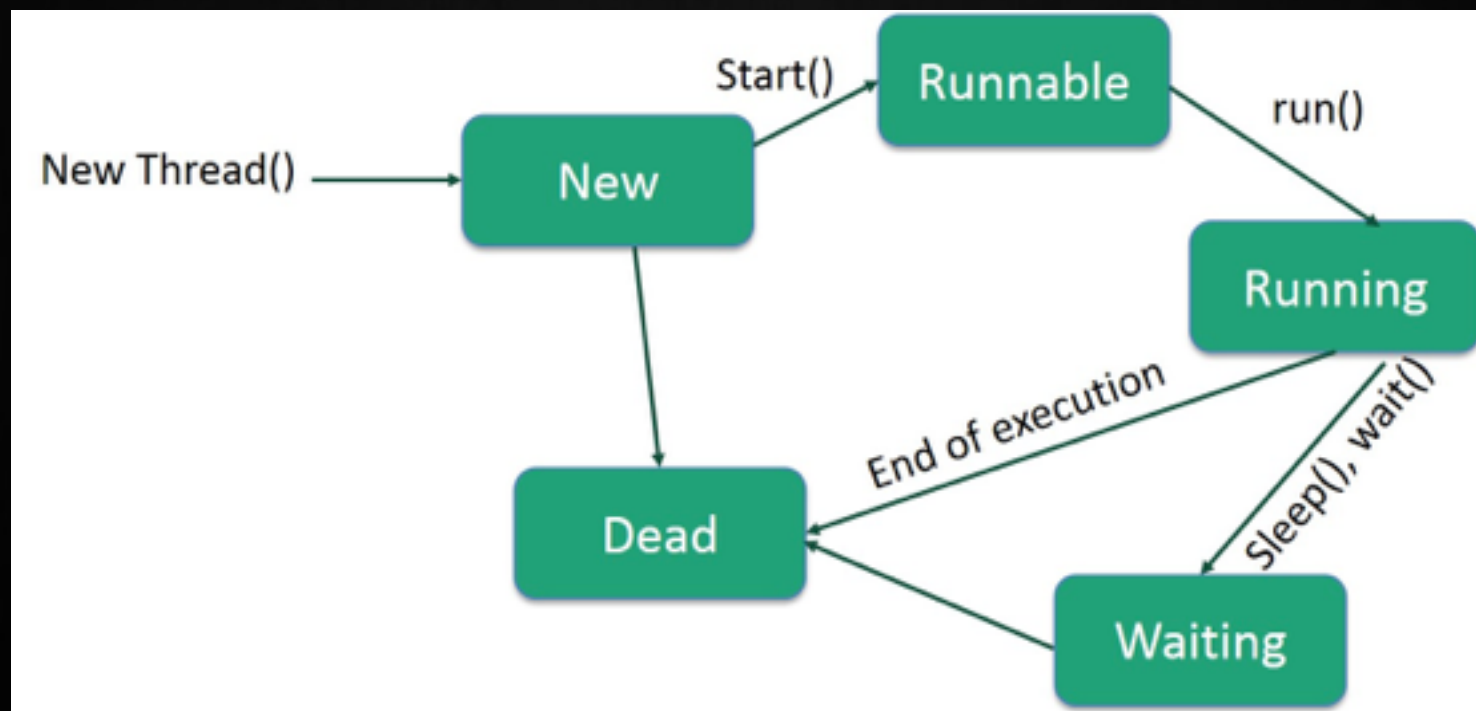 Start()
Runnable
run()
New Thread()
New
Running
End of execution
Sleep(), wait()
Dead
Waiting